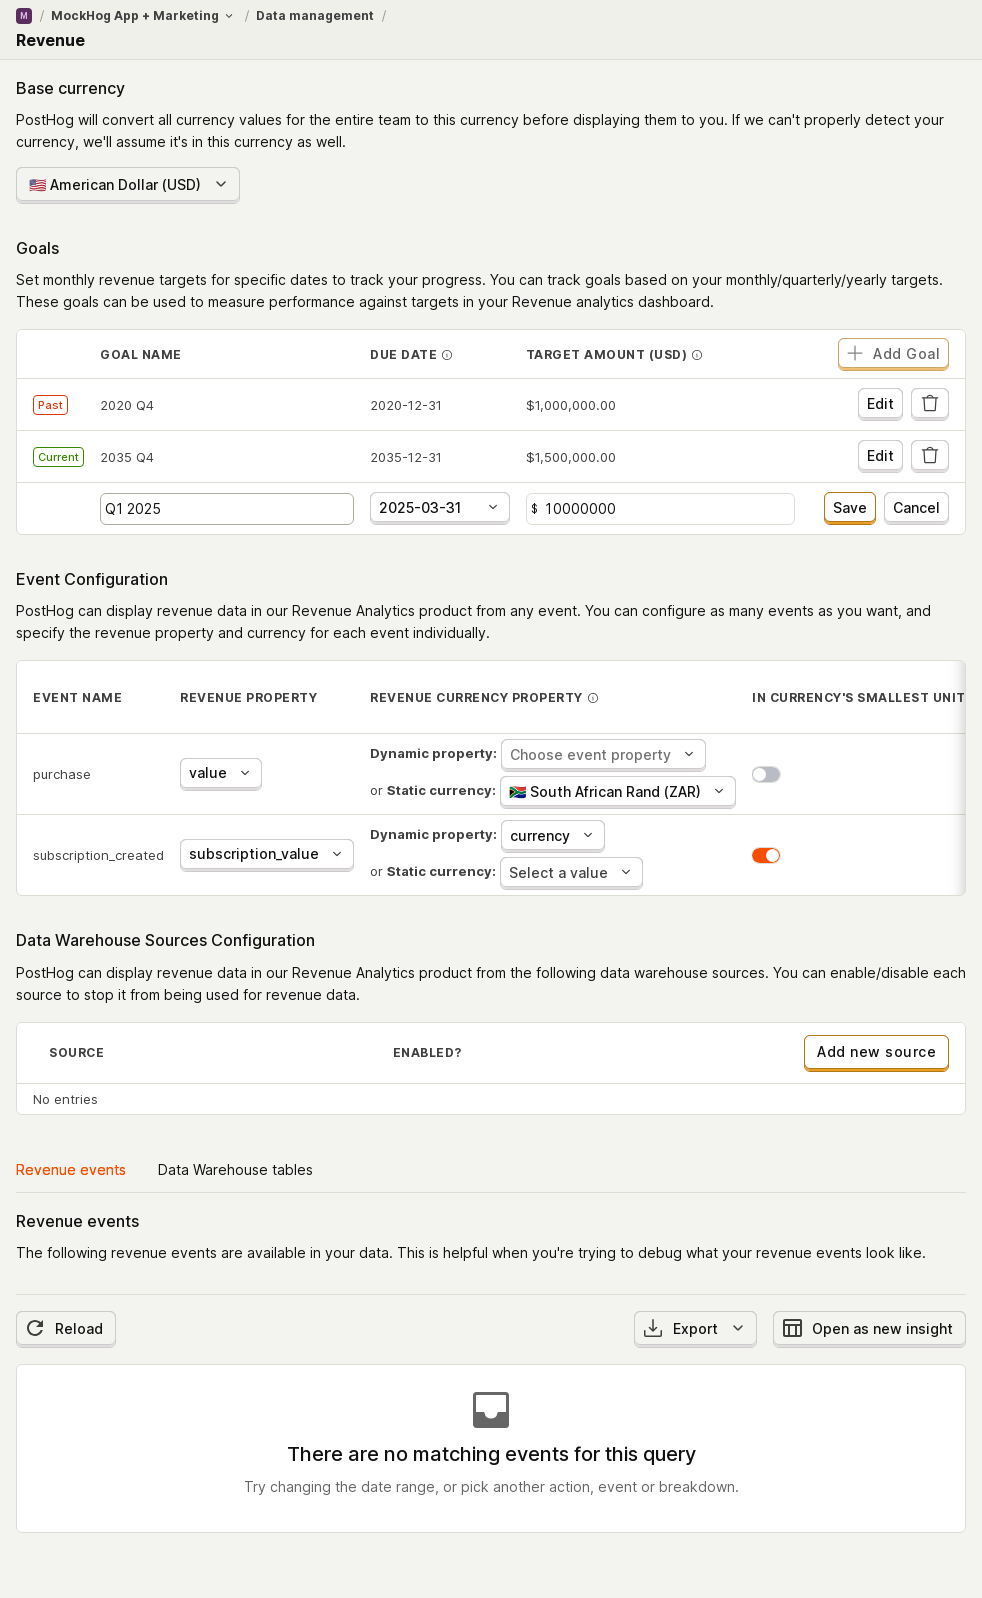 M / MockHog App + Marketing / Data management /
Revenue
Base currency
PostHog will convert all currency values for the entire team to this currency before displaying them to you. If we can't properly detect your
currency, we'll assume it's in this currency as well.
🇺🇸 American Dollar (USD)
Goals
Set monthly revenue targets for specific dates to track your progress. You can track goals based on your monthly/quarterly/yearly targets.
These goals can be used to measure performance against targets in your Revenue analytics dashboard.
GOAL NAME DUE DATE TARGET AMOUNT (USD) Add Goal
Past 2020 Q4 2020-12-31 $1,000,000.00 Edit
Current 2035 Q4 2035-12-31 $1,500,000.00 Edit
Q1 2025 2025-03-31 $ 10000000 Save Cancel
Event Configuration
PostHog can display revenue data in our Revenue Analytics product from any event. You can configure as many events as you want, and
specify the revenue property and currency for each event individually.
EVENT NAME REVENUE PROPERTY REVENUE CURRENCY PROPERTY IN CURRENCY'S SMALLEST UNIT
purchase value Dynamic property: Choose event property
or Static currency: 🇿🇦 South African Rand (ZAR)
subscription_created subscription_value Dynamic property: currency
or Static currency: Select a value
Data Warehouse Sources Configuration
PostHog can display revenue data in our Revenue Analytics product from the following data warehouse sources. You can enable/disable each
source to stop it from being used for revenue data.
SOURCE ENABLED? Add new source
No entries
Revenue events Data Warehouse tables
Revenue events
The following revenue events are available in your data. This is helpful when you're trying to debug what your revenue events look like.
Reload Export Open as new insight
There are no matching events for this query
Try changing the date range, or pick another action, event or breakdown.